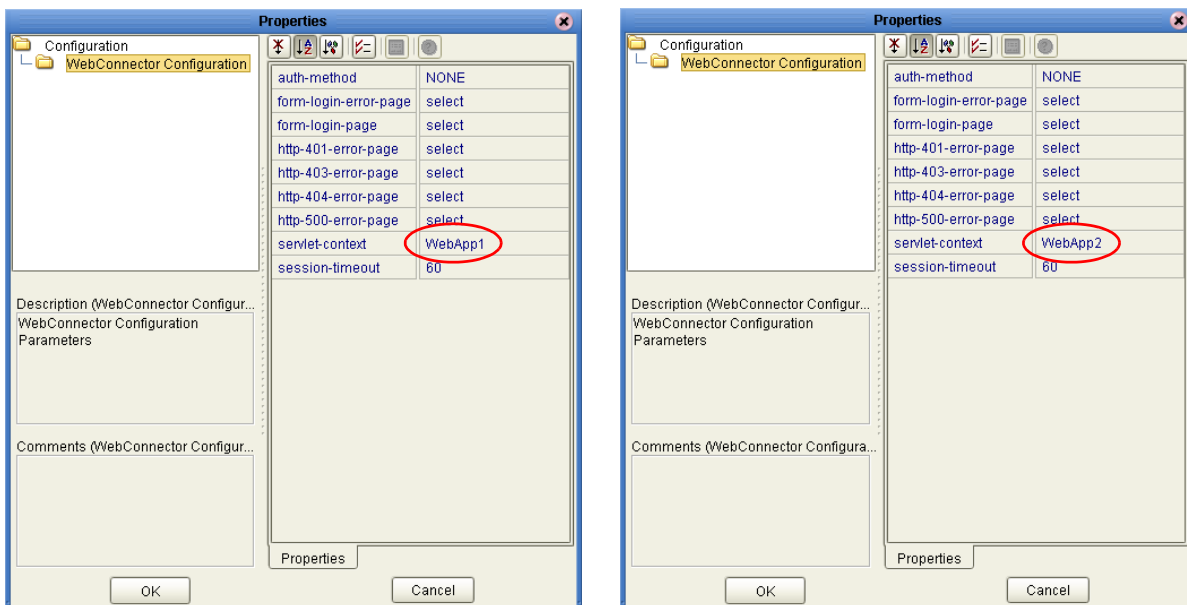 Properties
Configuration
WebConnector Configuration
auth-method NONE
form-login-error-page select
form-login-page select
http-401-error-page select
http-403-error-page select
http-404-error-page select
http-500-error-page select
servlet-context WebApp1
session-timeout 60
Description (WebConnector Configur...
WebConnector Configuration
Parameters
Comments (WebConnector Configur...
Properties
OK Cancel
Properties
Configuration
WebConnector Configuration
auth-method NONE
form-login-error-page select
form-login-page select
http-401-error-page select
http-403-error-page select
http-404-error-page select
http-500-error-page select
servlet-context WebApp2
session-timeout 60
Description (WebConnector Configur...
WebConnector Configuration
Parameters
Comments (WebConnector Configura...
Properties
OK Cancel